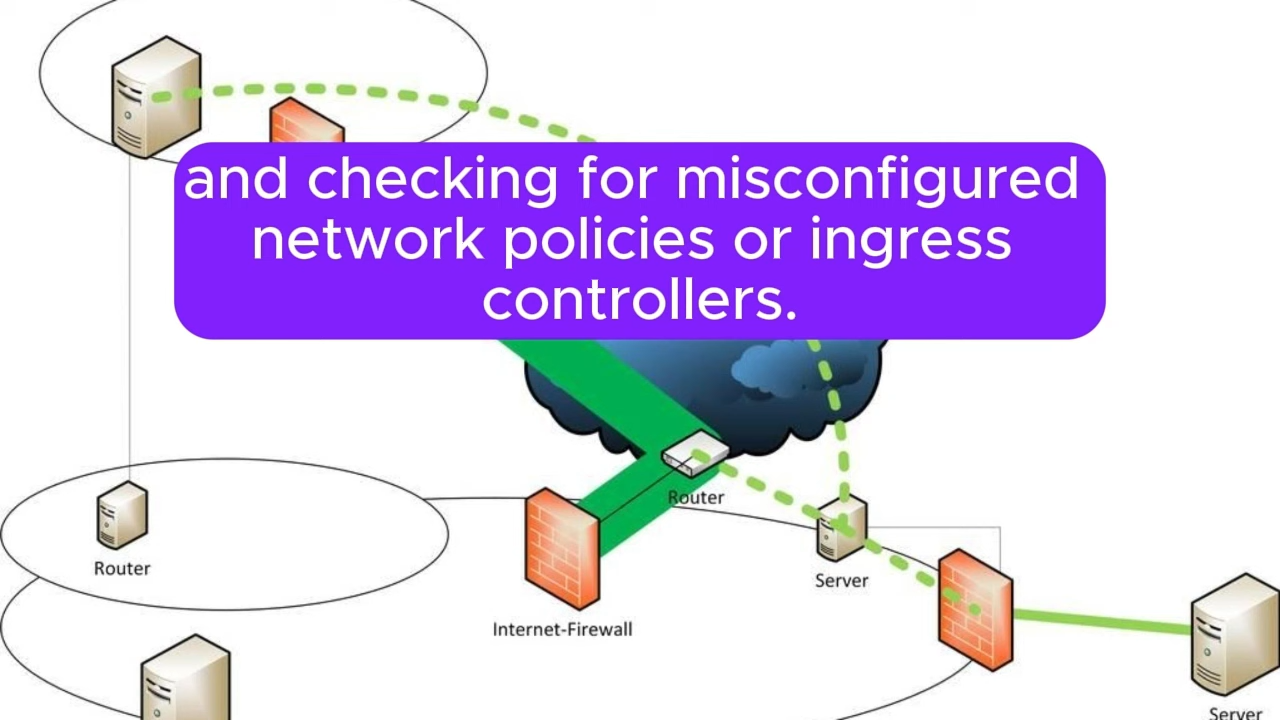 and checking for misconfigured
network policies or ingress
controllers.
Router
Router
Server
Internet-Firewall
Server